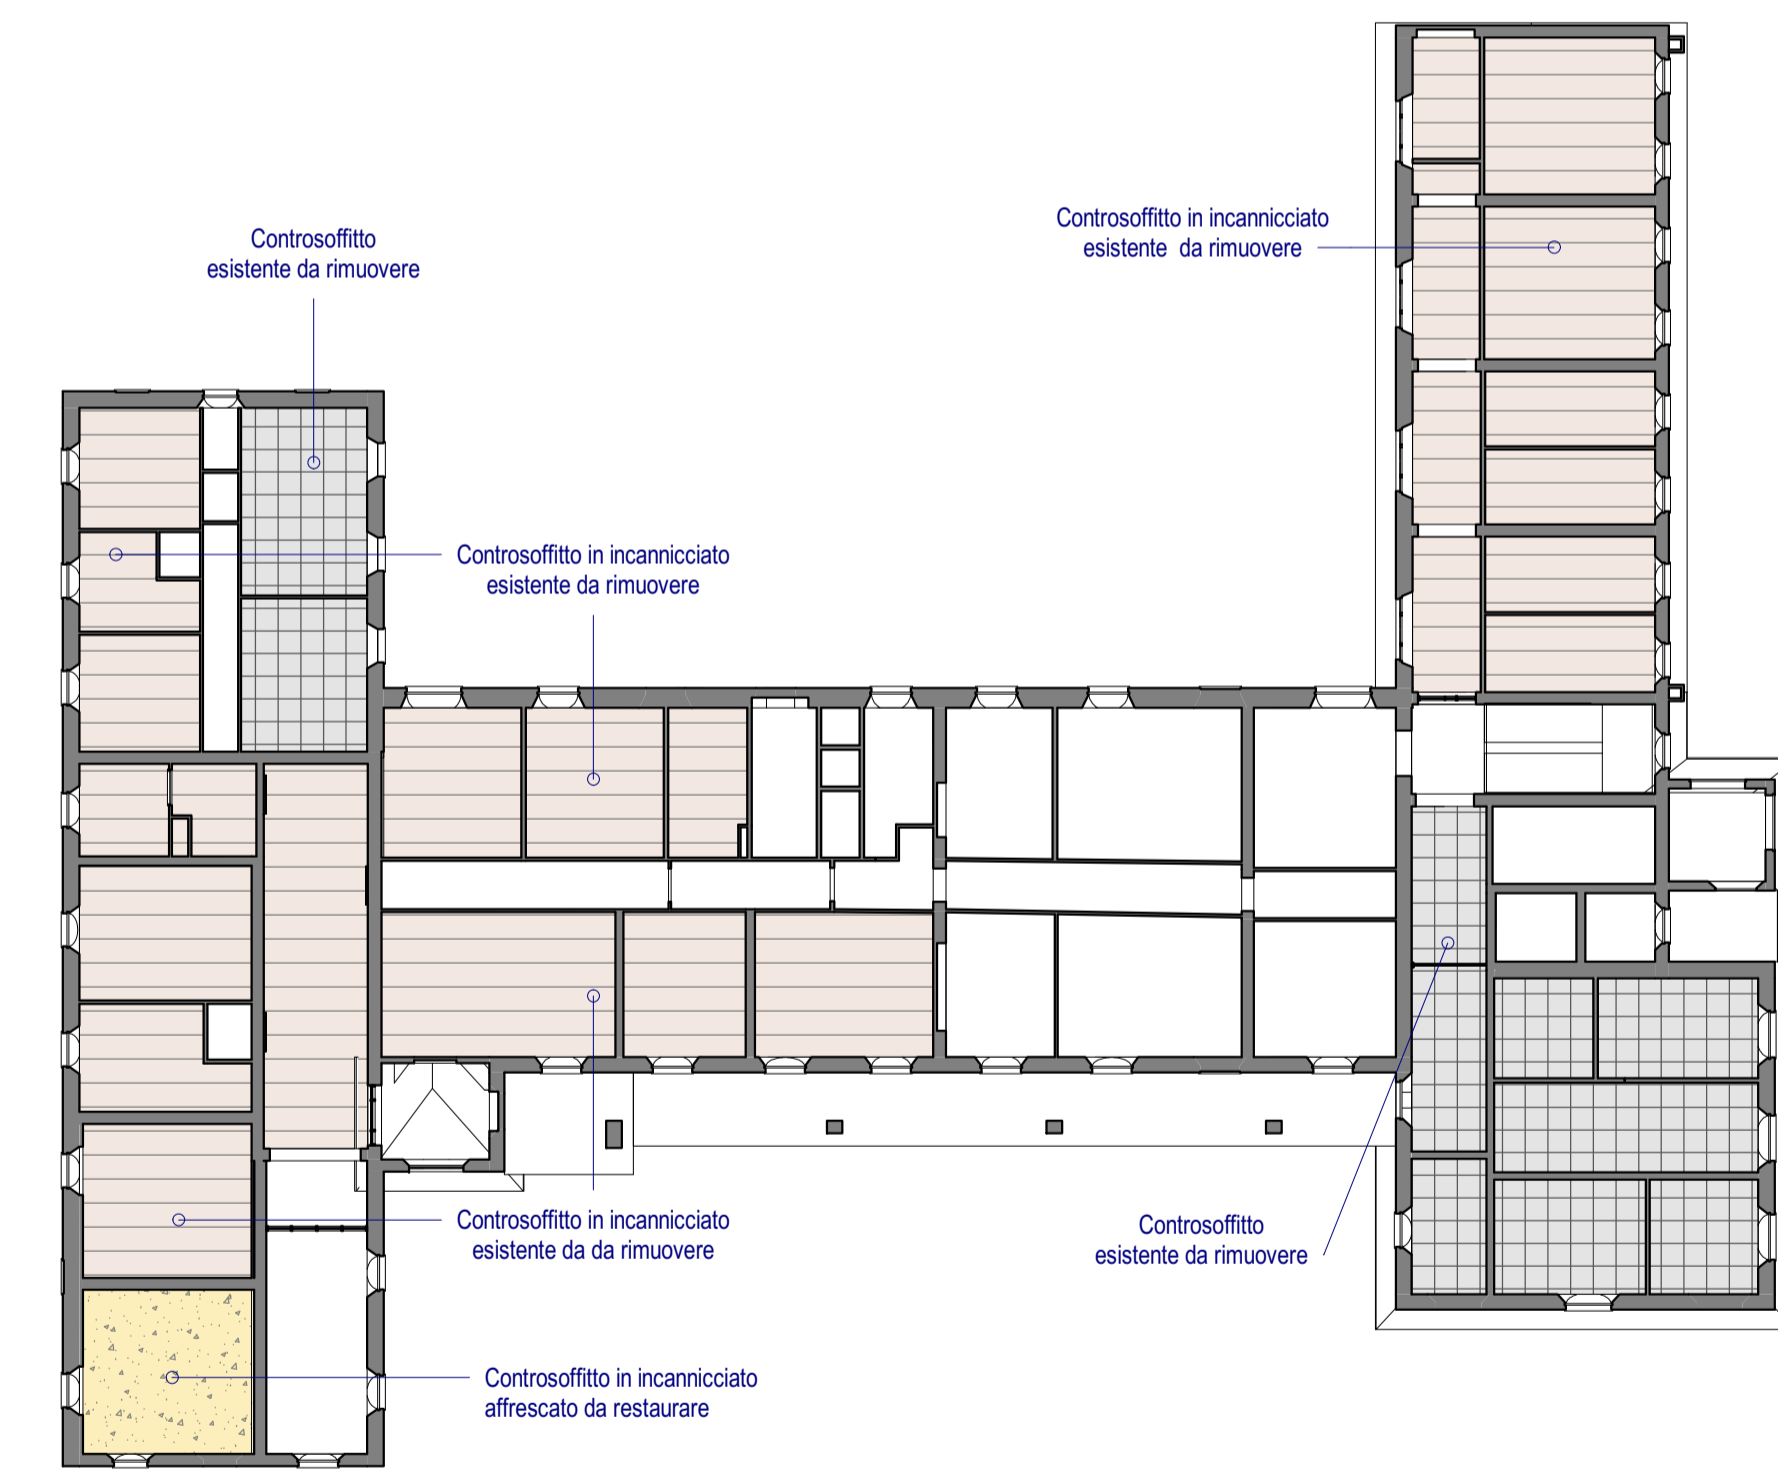 Controsoffitto in incannicciato
esistente  da rimuovere
Controsoffitto
esistente da rimuovere
Controsoffitto in incannicciato
esistente da rimuovere
Controsoffitto in incannicciato
esistente da da rimuovere
Controsoffitto
esistente da rimuovere
Controsoffitto in incannicciato
affrescato da restaurare